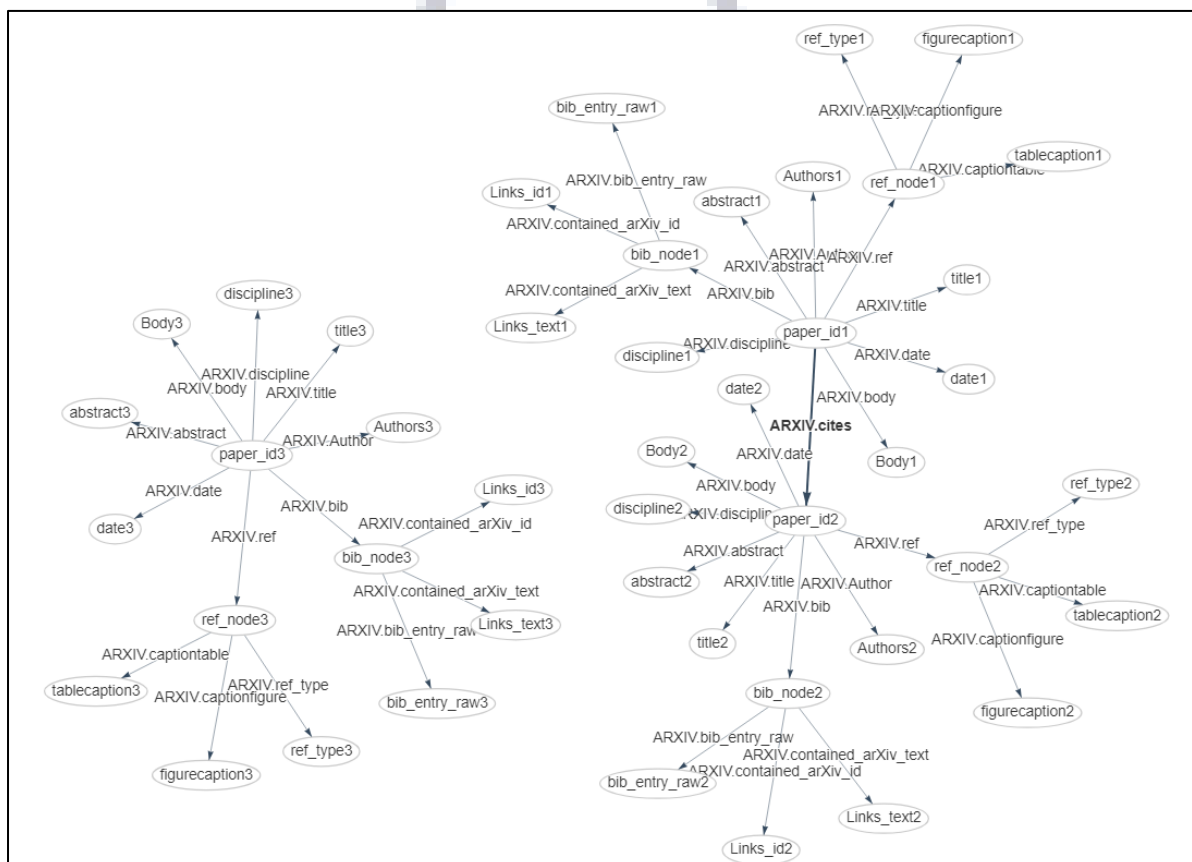 ref_type1
figurecaption1
bib_entry_raw1
ARXIV.captionfigure
tablecaption1
ARXIV.captiontable
ref_node1
Authors1
ARXIV.bib_entry_raw
Links_id1
abstract1
ARXIV.contained_arXiv_id
bib_node1
ARXIV.ref
ARXIV.abstract
title1
ARXIV.contained_arXiv_text
ARXIV.bib
ARXIV.title
Links_text1
paper_id1
discipline1
ARXIV.discipline
ARXIV.date
date1
date2
ARXIV.body
ARXIV.cites
Body1
discipline3
Body3
title3
ARXIV.discipline
ARXIV.body
ARXIV.title
abstract3
ARXIV.abstract
ARXIV.Author
Authors3
paper_id3
ARXIV.date
date3
ARXIV.bib
Links_id3
ARXIV.contained_arXiv_id
ARXIV.ref
bib_node3
ARXIV.contained_arXiv_text
ref_node3
Links_text3
ARXIV.bib_entry_raw
ARXIV.captiontable
tablecaption3
ARXIV.ref_type
ARXIV.captionfigure
bib_entry_raw3
ref_type3
figurecaption3
Body2
ARXIV.date
ARXIV.body
ref_type2
discipline2
paper_id2
ARXIV.ref_type
ARXIV.ref
ARXIV.abstract
abstract2
ref_node2
ARXIV.title
ARXIV.Author
ARXIV.captiontable
ARXIV.bib
tablecaption2
title2
Authors2
ARXIV.captionfigure
bib_node2
figurecaption2
ARXIV.bib_entry_raw
ARXIV.contained_arXiv_text
ARXIV.contained_arXiv_id
bib_entry_raw2
Links_text2
Links_id2